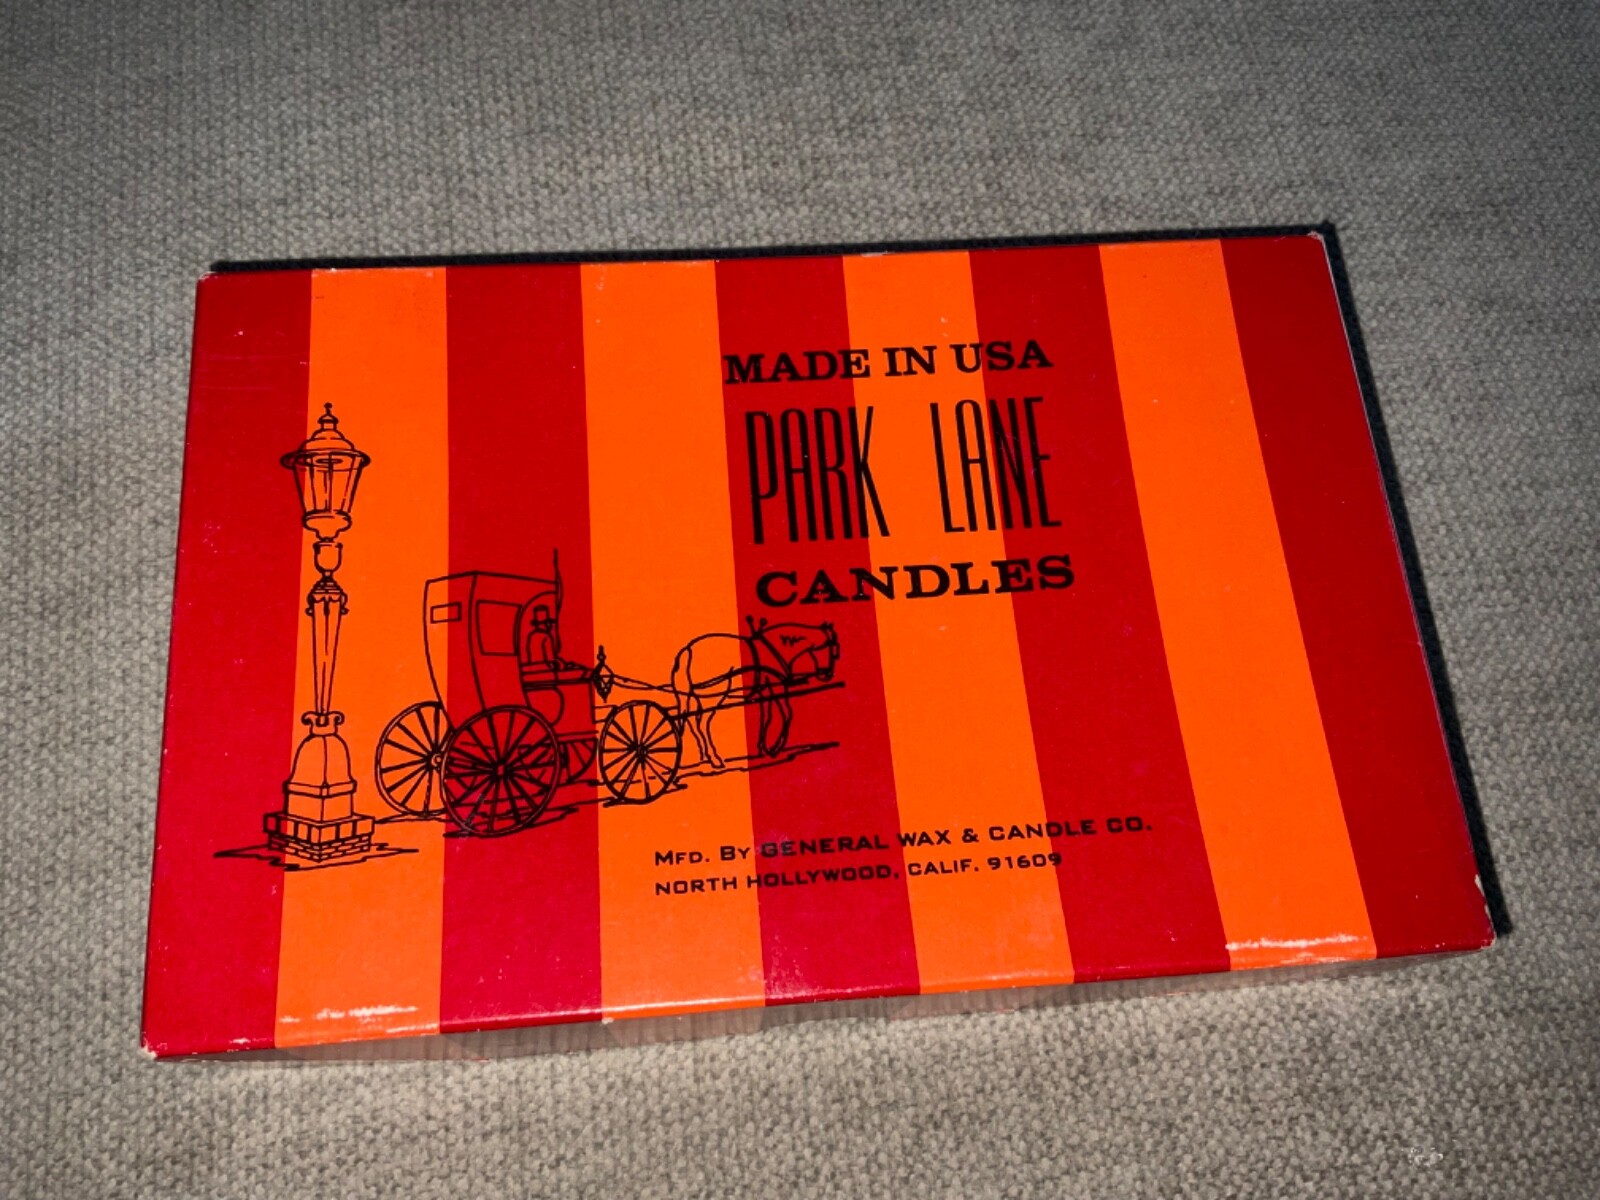 MADE IN USA
PARK LANE
CANDLES
MFD. BY GENERAL WAX & CANDLE CO.
NORTH HOLLYWOOD, CALIF. 91609